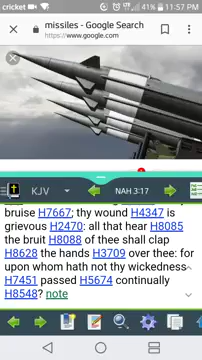 cricket 41% 11:57 PM
missiles - Google Search
https://www.google.com
KJV NAH 3:17
bruise H7667; thy wound H4347 is
grievous H2470: all that hear H8085
the bruit H8088 of thee shall clap
H8628 the hands H3709 over thee: for
upon whom hath not thy wickedness
H7451 passed H5674 continually
H8548? note